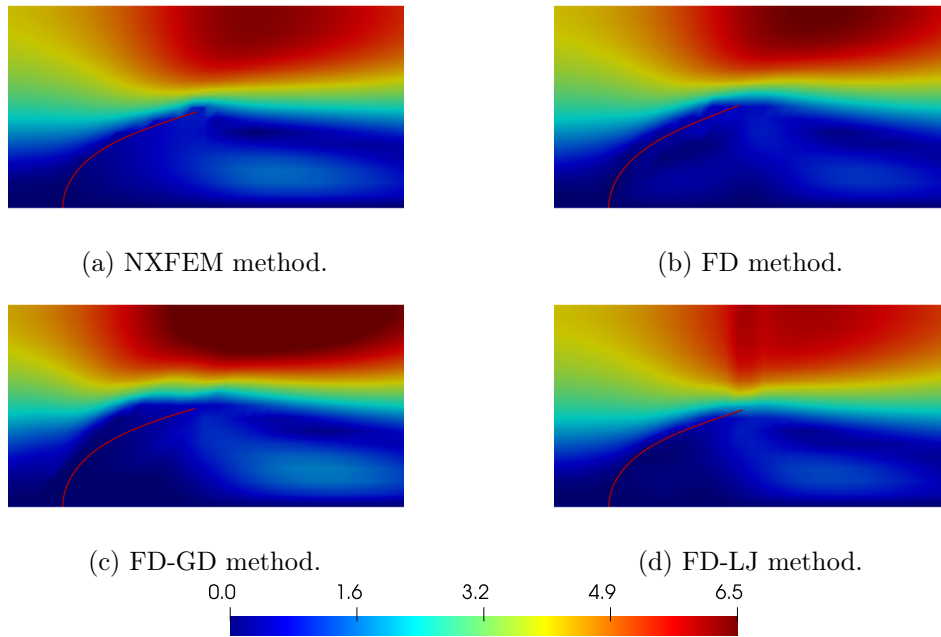 (a) NXFEM method.
(b) FD method.
(c) FD-GD method.
(d) FD-LJ method.
0.0 1.6 3.2 4.9 6.5